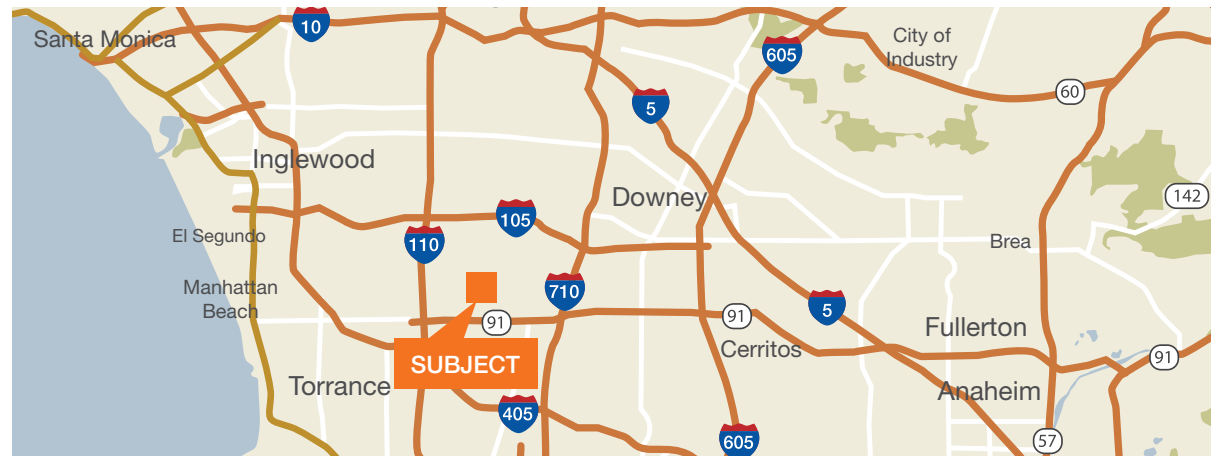 10
Santa Monica
City of
Industry
605
60
5
Inglewood
Downey
142
105
El Segundo
110
Brea
Manhattan
Beach
710
5
91
91
Fullerton
Cerritos
91
SUBJECT
Torrance
Anaheim
405
605
57